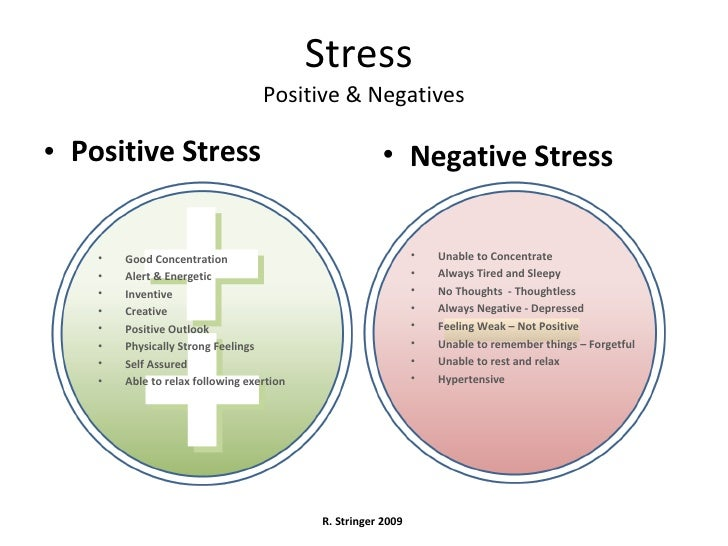 Stress
Positive & Negatives
• Positive Stress
• Good Concentration
• Alert & Energetic
• Inventive
• Creative
• Positive Outlook
• Physically Strong Feelings
• Self Assured
• Able to relax following exertion
• Negative Stress
• Unable to Concentrate
• Always Tired and Sleepy
• No Thoughts - Thoughtless
• Always Negative - Depressed
• Feeling Weak – Not Positive
• Unable to remember things – Forgetful
• Unable to rest and relax
• Hypertensive
R. Stringer 2009